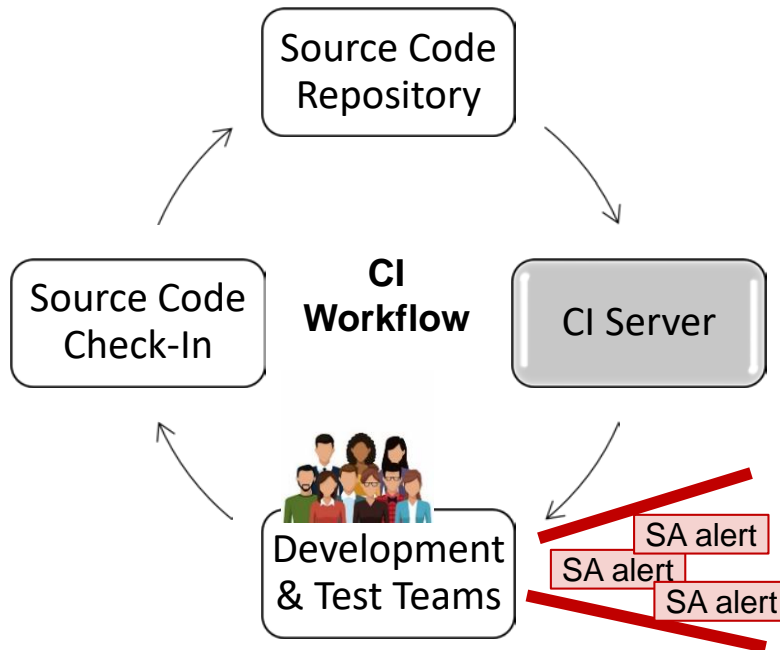 Source Code
Repository
CI
Workflow
Source Code
Check-In
CI Server
Development
& Test Teams
SA alert
SA alert
SA alert